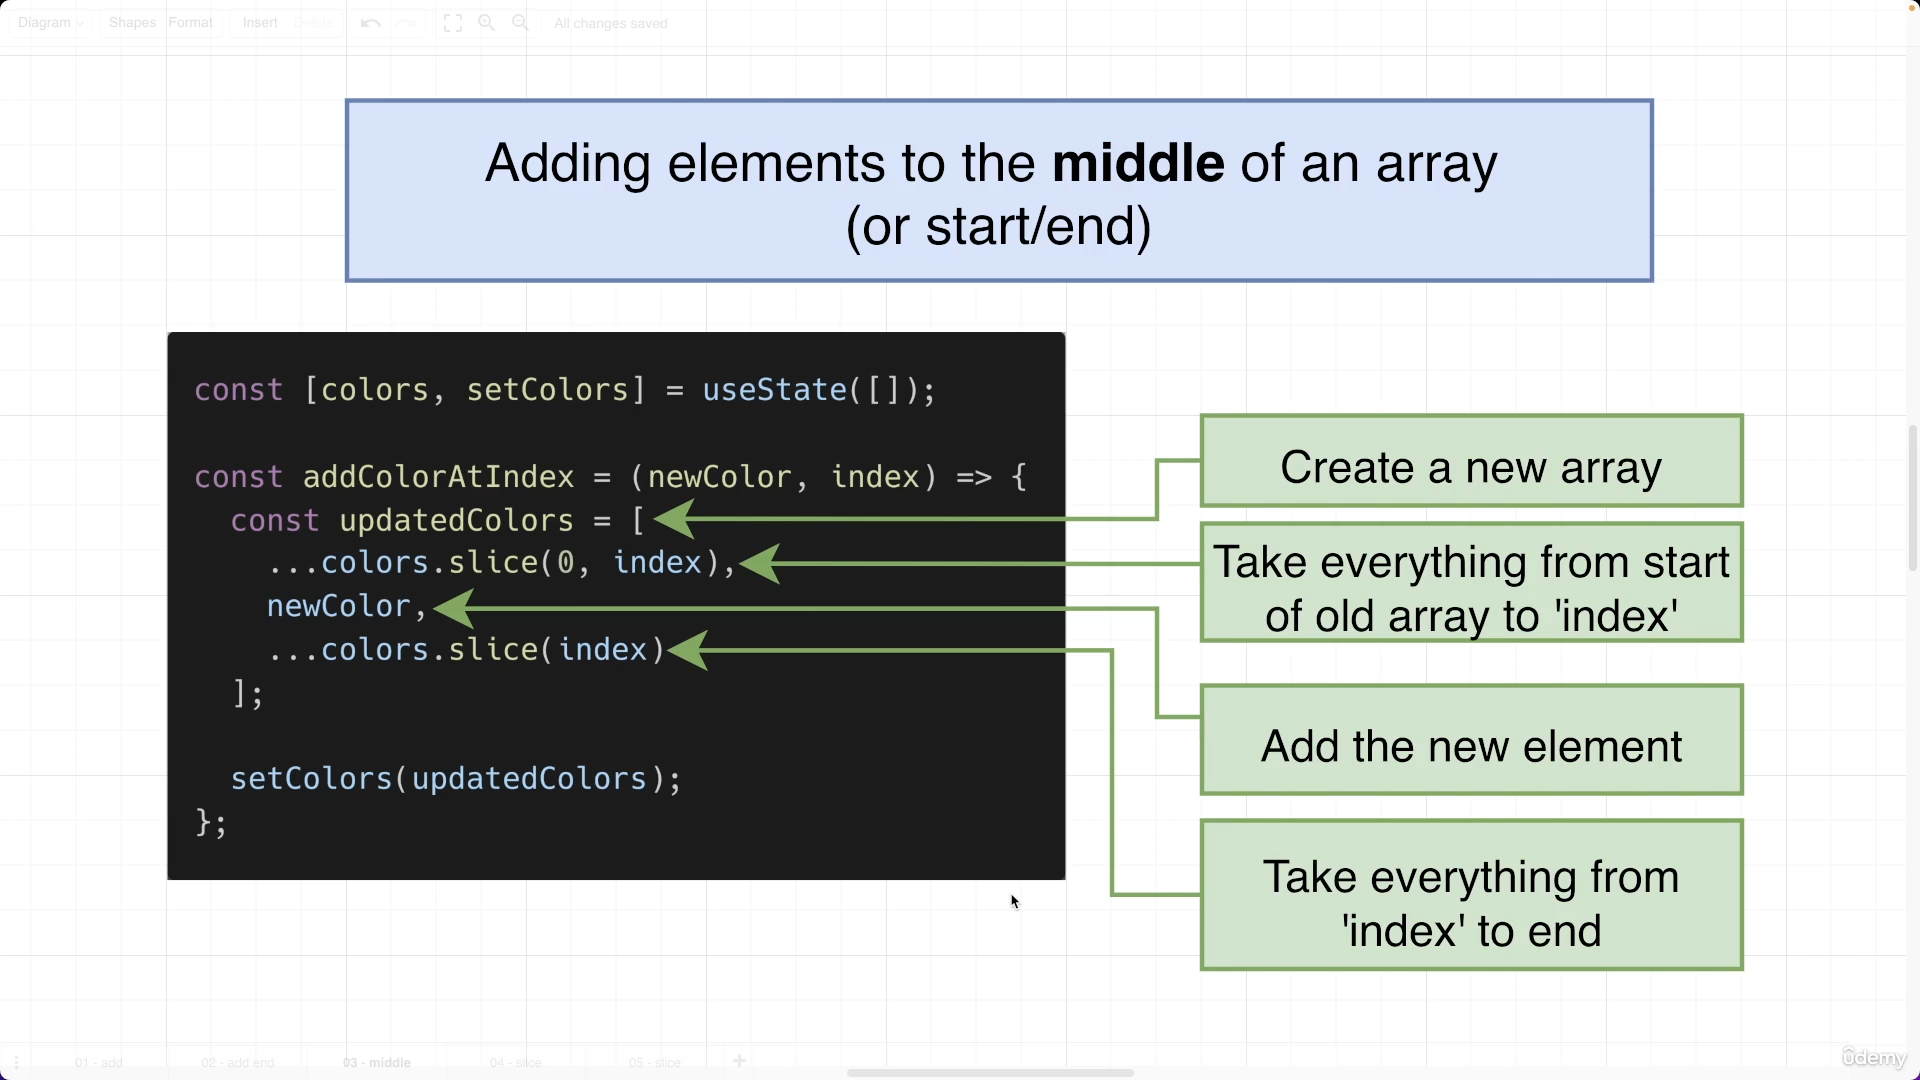 Diagram Shapes Format Insert Delete All changes saved
Adding elements to the middle of an array
(or start/end)
const [colors, setColors] = useState([]);
const addColorAtIndex = (newColor, index) => {
  const updatedColors = [
    ...colors.slice(0, index),
    newColor,
    ...colors.slice(index)
  ];
  setColors(updatedColors);
};
Create a new array
Take everything from start
of old array to 'index'
Add the new element
Take everything from
'index' to end
01 - add 02 - add end 03 - middle 04 - slice 05 - slice
ûdemy